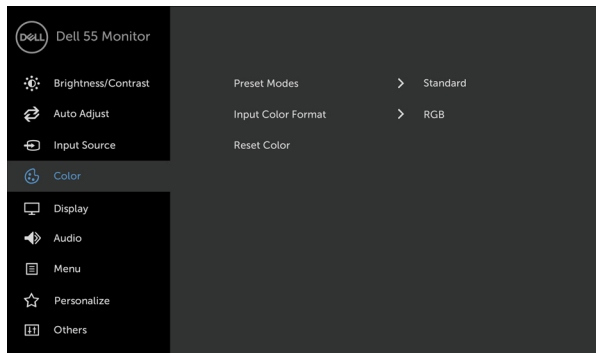 DELL Dell 55 Monitor
Brightness/Contrast
Auto Adjust
Input Source
Color
Display
Audio
Menu
Personalize
Others
Preset Modes > Standard
Input Color Format > RGB
Reset Color